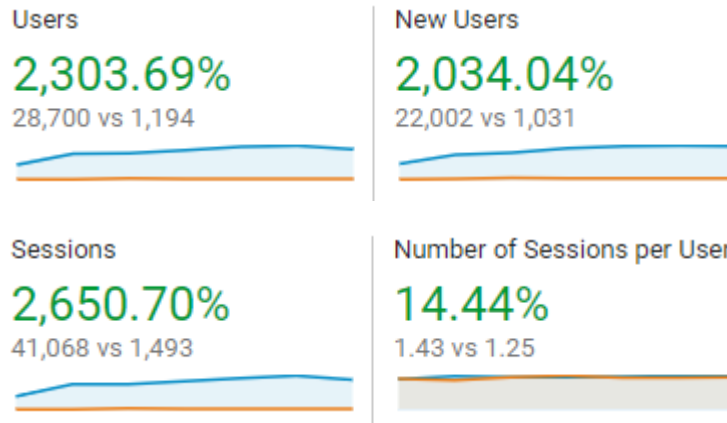 Users
2,303.69%
28,700 vs 1,194
New Users
2,034.04%
22,002 vs 1,031
Sessions
2,650.70%
41,068 vs 1,493
Number of Sessions per User
14.44%
1.43 vs 1.25